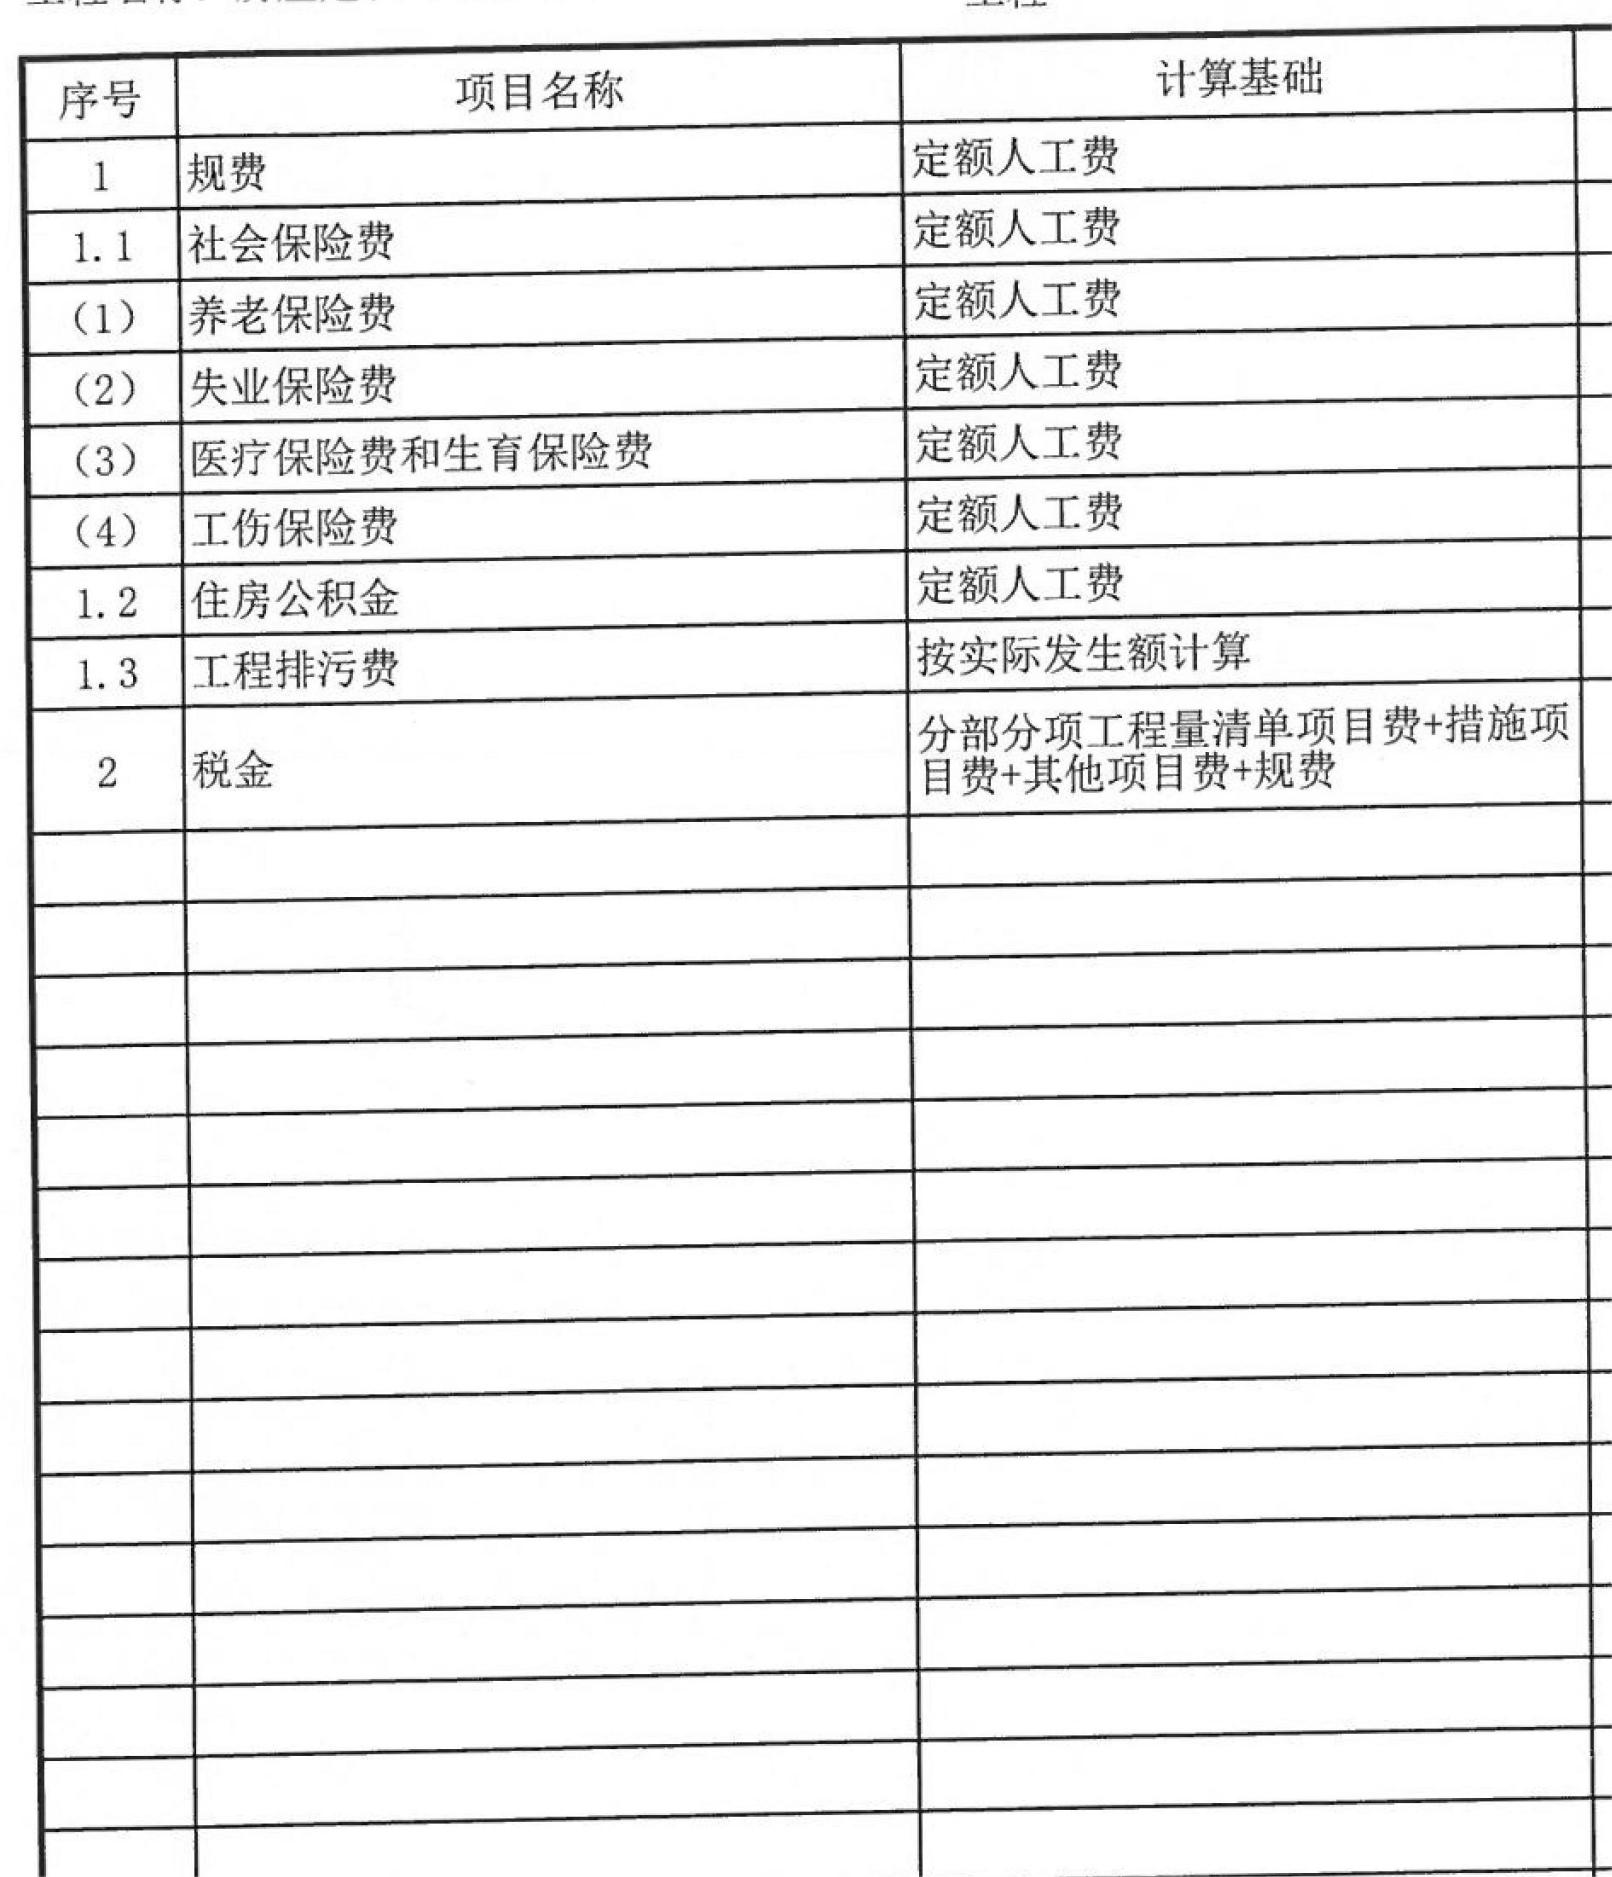 序号 项目名称 计算基础
1 规费 定额人工费
1.1 社会保险费 定额人工费
(1) 养老保险费 定额人工费
(2) 失业保险费 定额人工费
(3) 医疗保险费和生育保险费 定额人工费
(4) 工伤保险费 定额人工费
1.2 住房公积金 定额人工费
1.3 工程排污费 按实际发生额计算
2 税金 分部分项工程量清单项目费+措施项
目费+其他项目费+规费